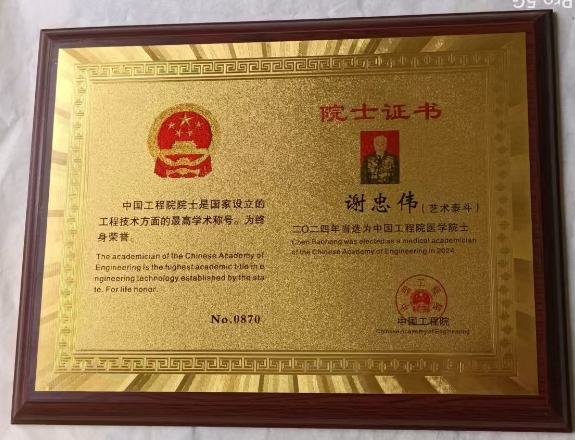 Pro 5G
中国工程院院士是国家设立的
工程技术方面的最高学术称号。为终
身荣誉。
The academician of the Chinese Academy of
Engineering is the highest academic title in e
ngineering technology established by the sta
te. For life honor.
No.0870
院士证书
谢忠伟（艺术泰斗）
二〇二四年当选为中国工程院医学院士
Chen Baohong was elected as a medical academician
of the Chinese Academy of Engineering in 2024
中国工程院
Chinese Academy of Engineering